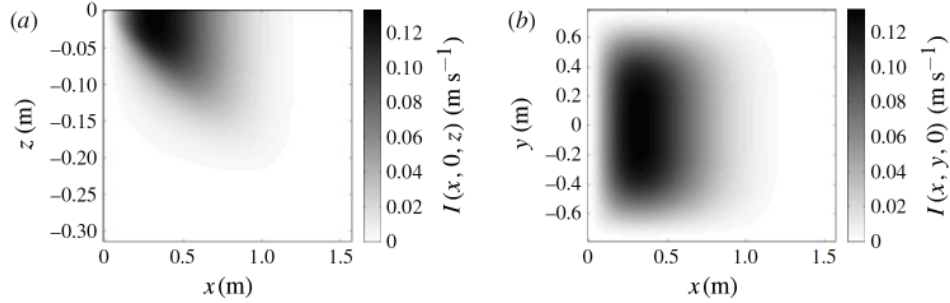 (a)
0
–0.05
–0.10
–0.15
–0.20
–0.25
–0.30
z (m)
0 0.5 1.0 1.5
x (m)
0.12
0.10
0.08
0.06
0.04
0.02
0
I (x, 0, z) (m s⁻¹)
(b)
0.6
0.4
0.2
0
–0.2
–0.4
–0.6
y (m)
0 0.5 1.0 1.5
x (m)
0.12
0.10
0.08
0.06
0.04
0.02
0
I (x, y, 0) (m s⁻¹)